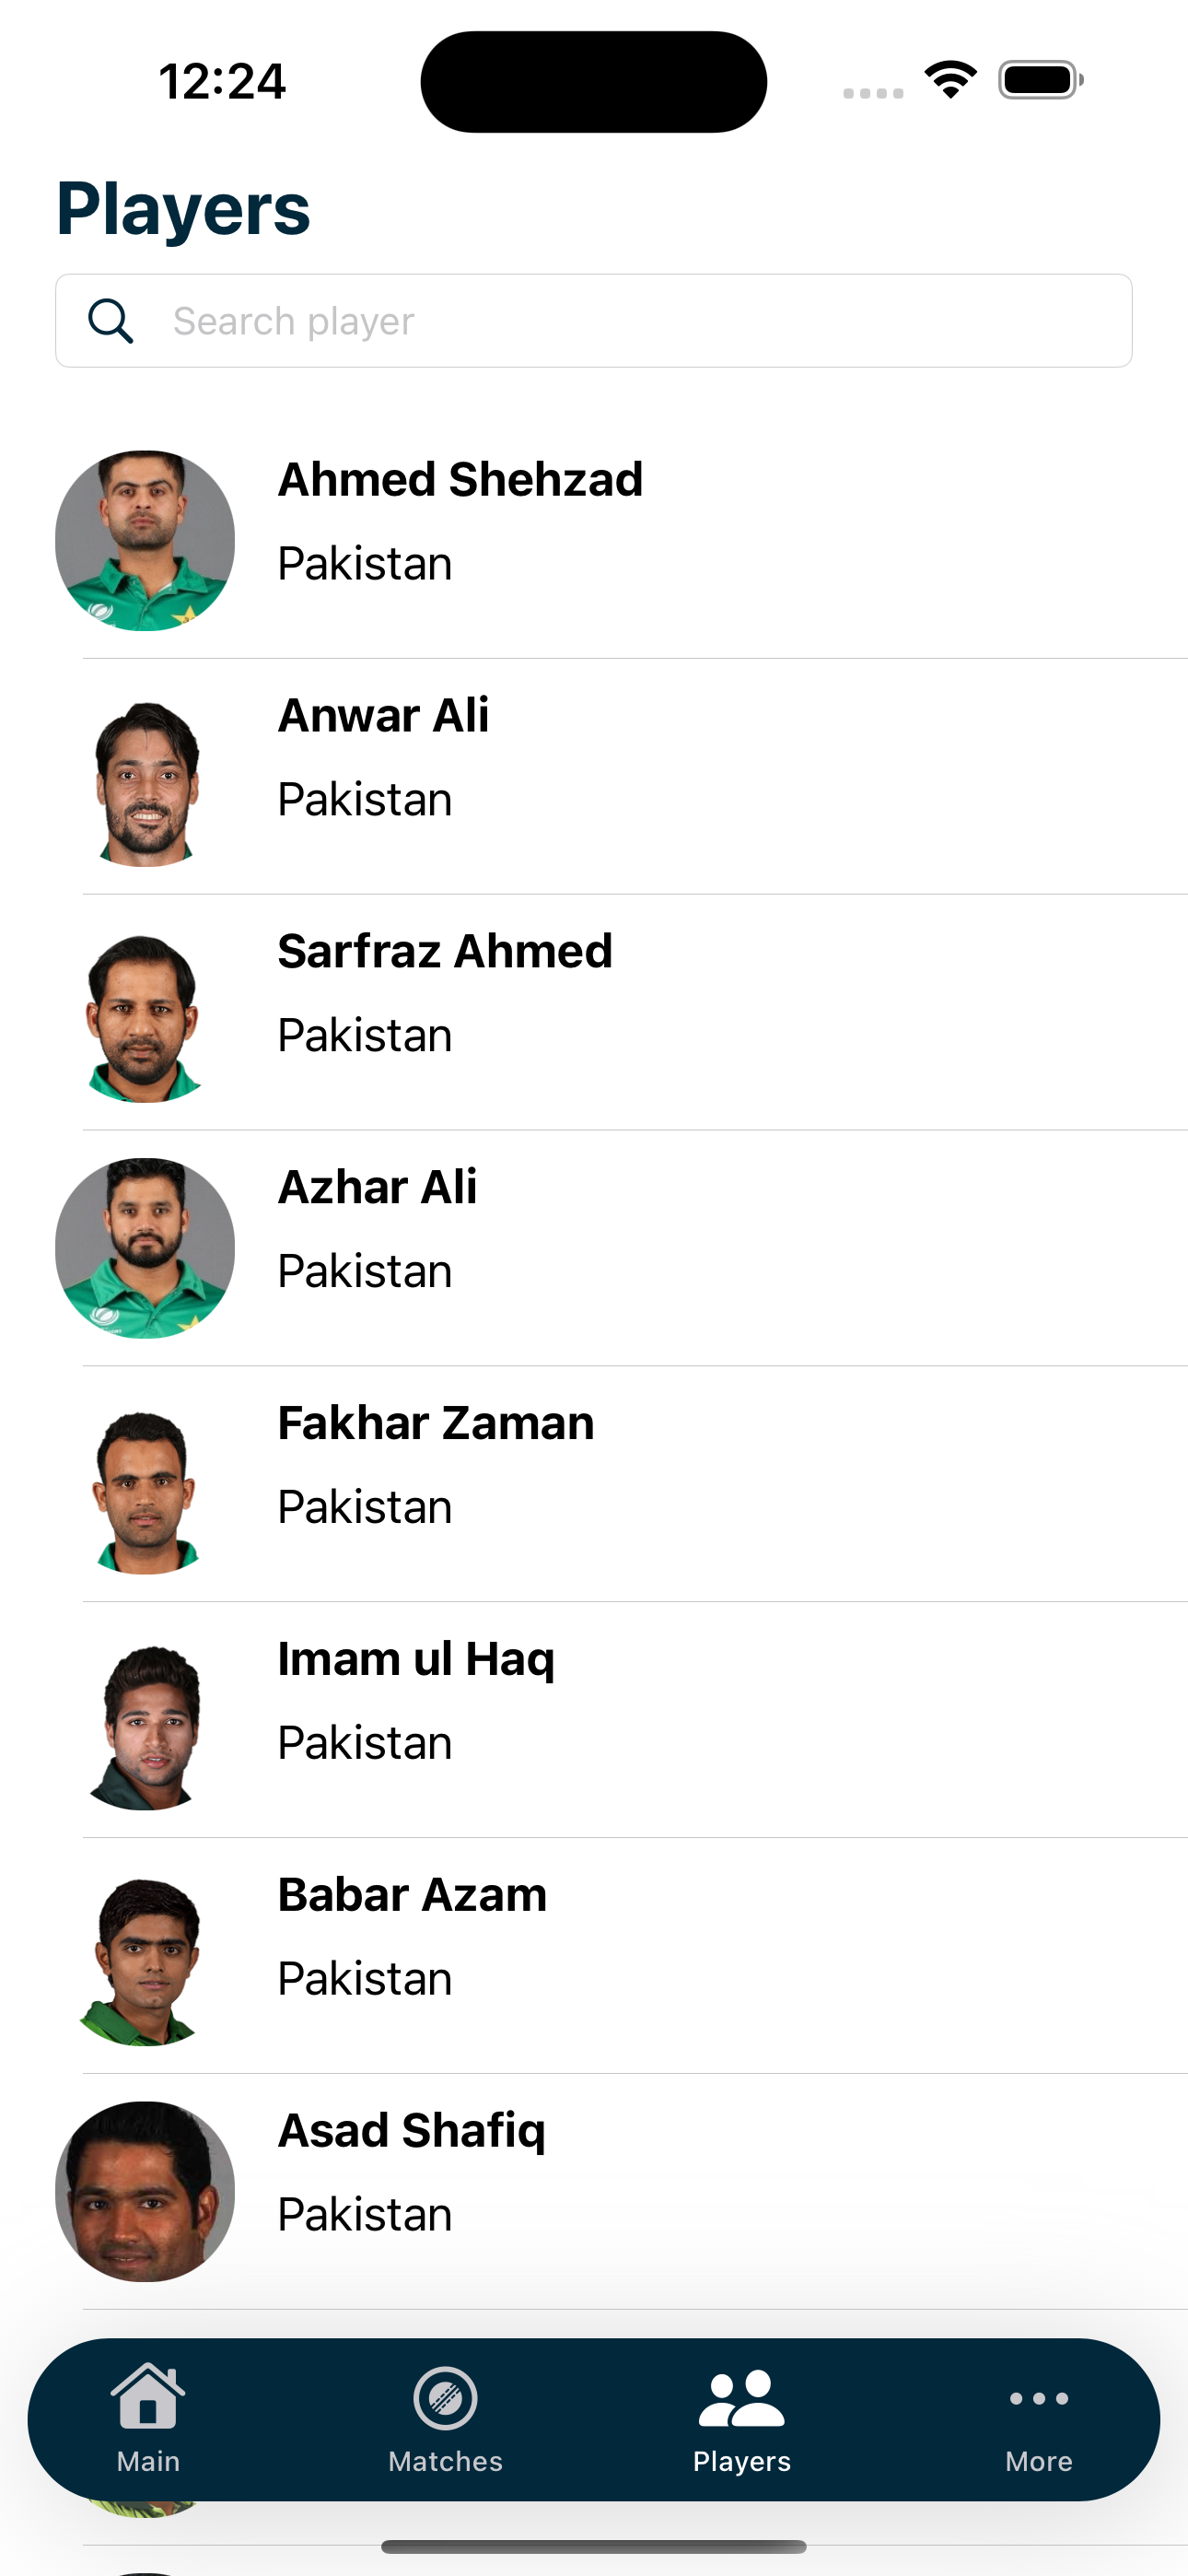 12:24
Players
Search player
Ahmed Shehzad
Pakistan
Anwar Ali
Pakistan
Sarfraz Ahmed
Pakistan
Azhar Ali
Pakistan
Fakhar Zaman
Pakistan
Imam ul Haq
Pakistan
Babar Azam
Pakistan
Asad Shafiq
Pakistan
Main
Matches
Players
More